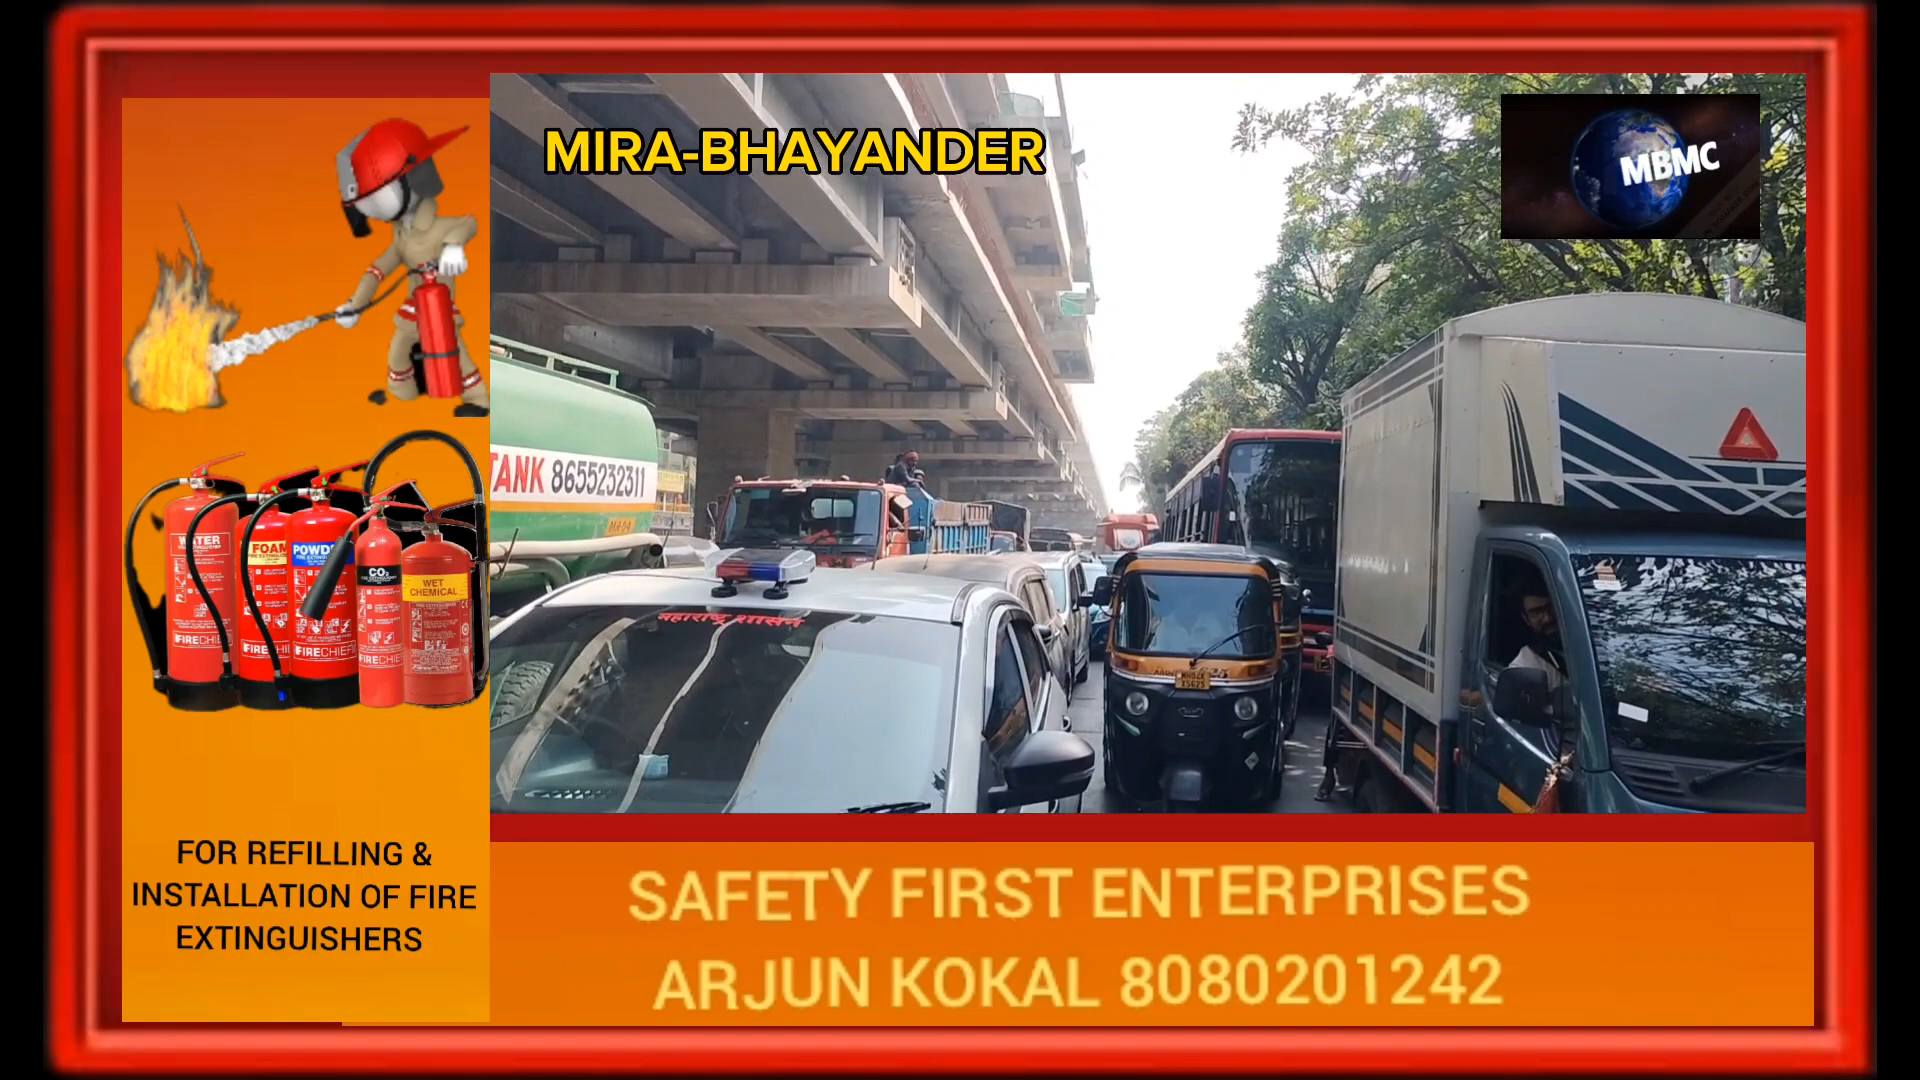 MIRA-BHAYANDER
MBMC
TANK 8655232311
MH04
महाराष्ट्र शासन
WATER
FOAM
POWD
CO₂
WET
CHEMICAL
FIRECHIEF
FOR REFILLING &
INSTALLATION OF FIRE
EXTINGUISHERS
SAFETY FIRST ENTERPRISES
ARJUN KOKAL 8080201242